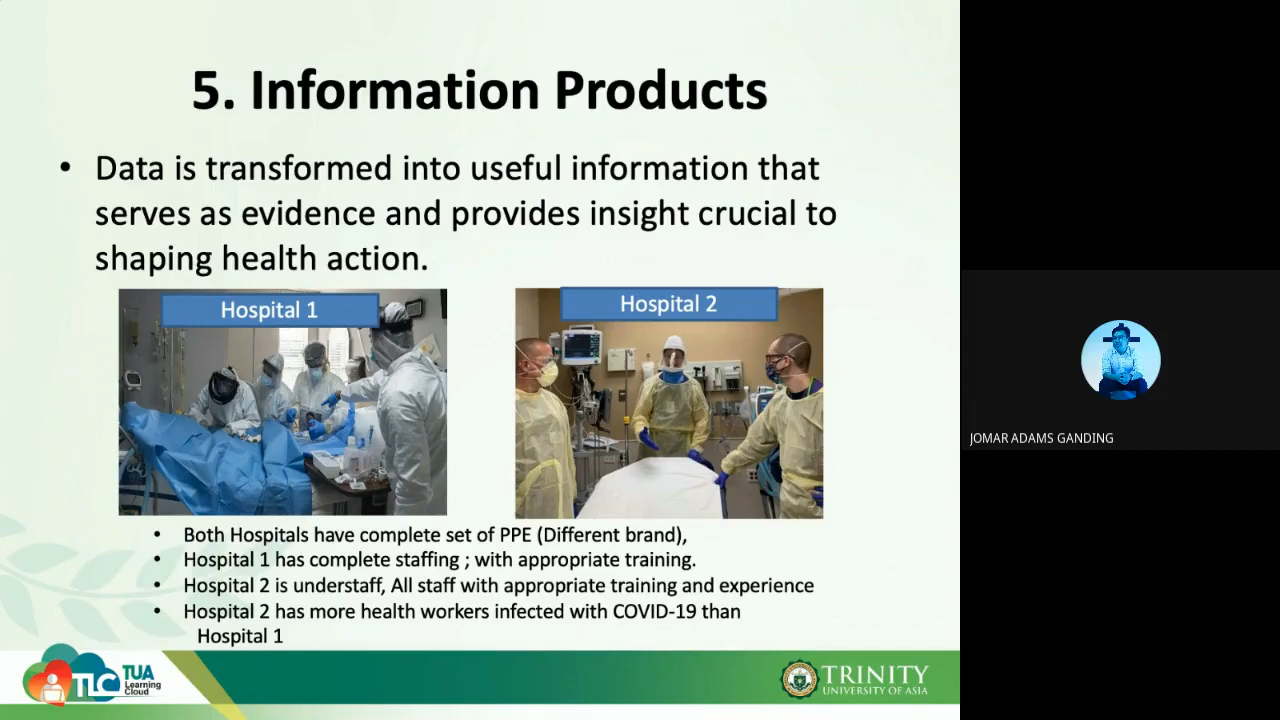 5. Information Products
• Data is transformed into useful information that
serves as evidence and provides insight crucial to
shaping health action.
Hospital 1
Hospital 2
• Both Hospitals have complete set of PPE (Different brand),
• Hospital 1 has complete staffing ; with appropriate training.
• Hospital 2 is understaff, All staff with appropriate training and experience
• Hospital 2 has more health workers infected with COVID-19 than
Hospital 1
TLC
TUA
Learning
Cloud
TRINITY
UNIVERSITY OF ASIA
JOMAR ADAMS GANDING